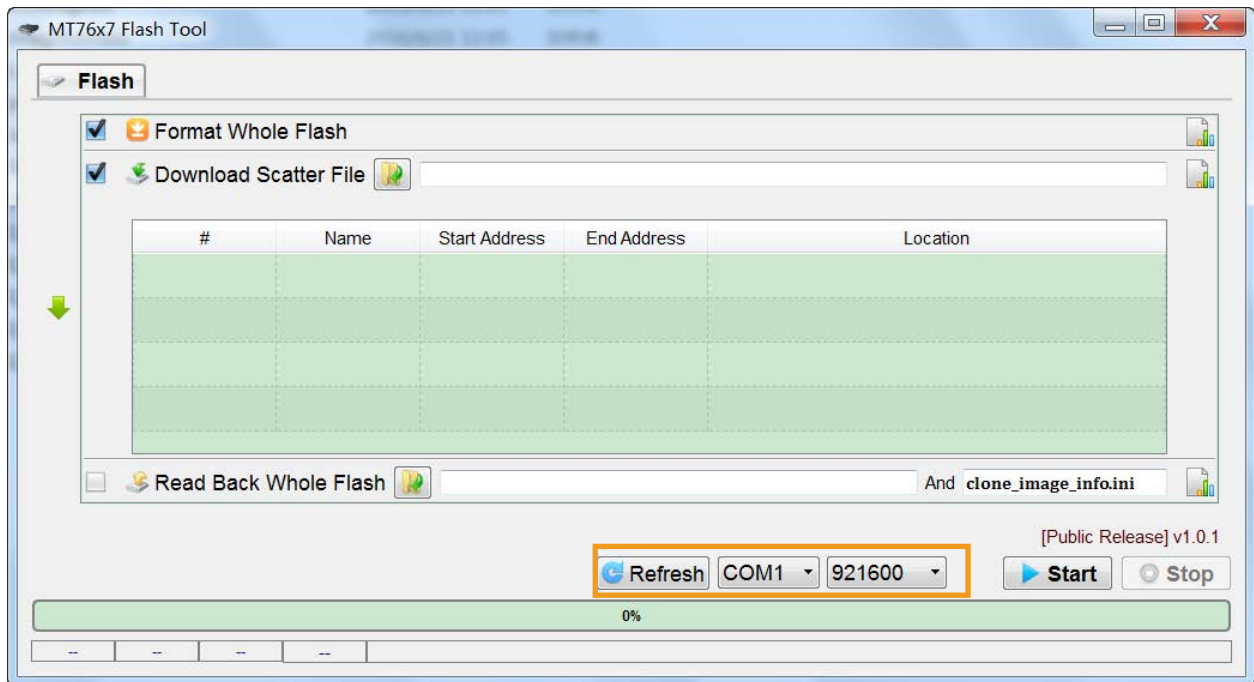 MT76x7 Flash Tool
Flash
Format Whole Flash
Download Scatter File
# Name Start Address End Address Location
Read Back Whole Flash And clone_image_info.ini
[Public Release] v1.0.1
Refresh COM1 921600 Start Stop
0%
-- -- -- --